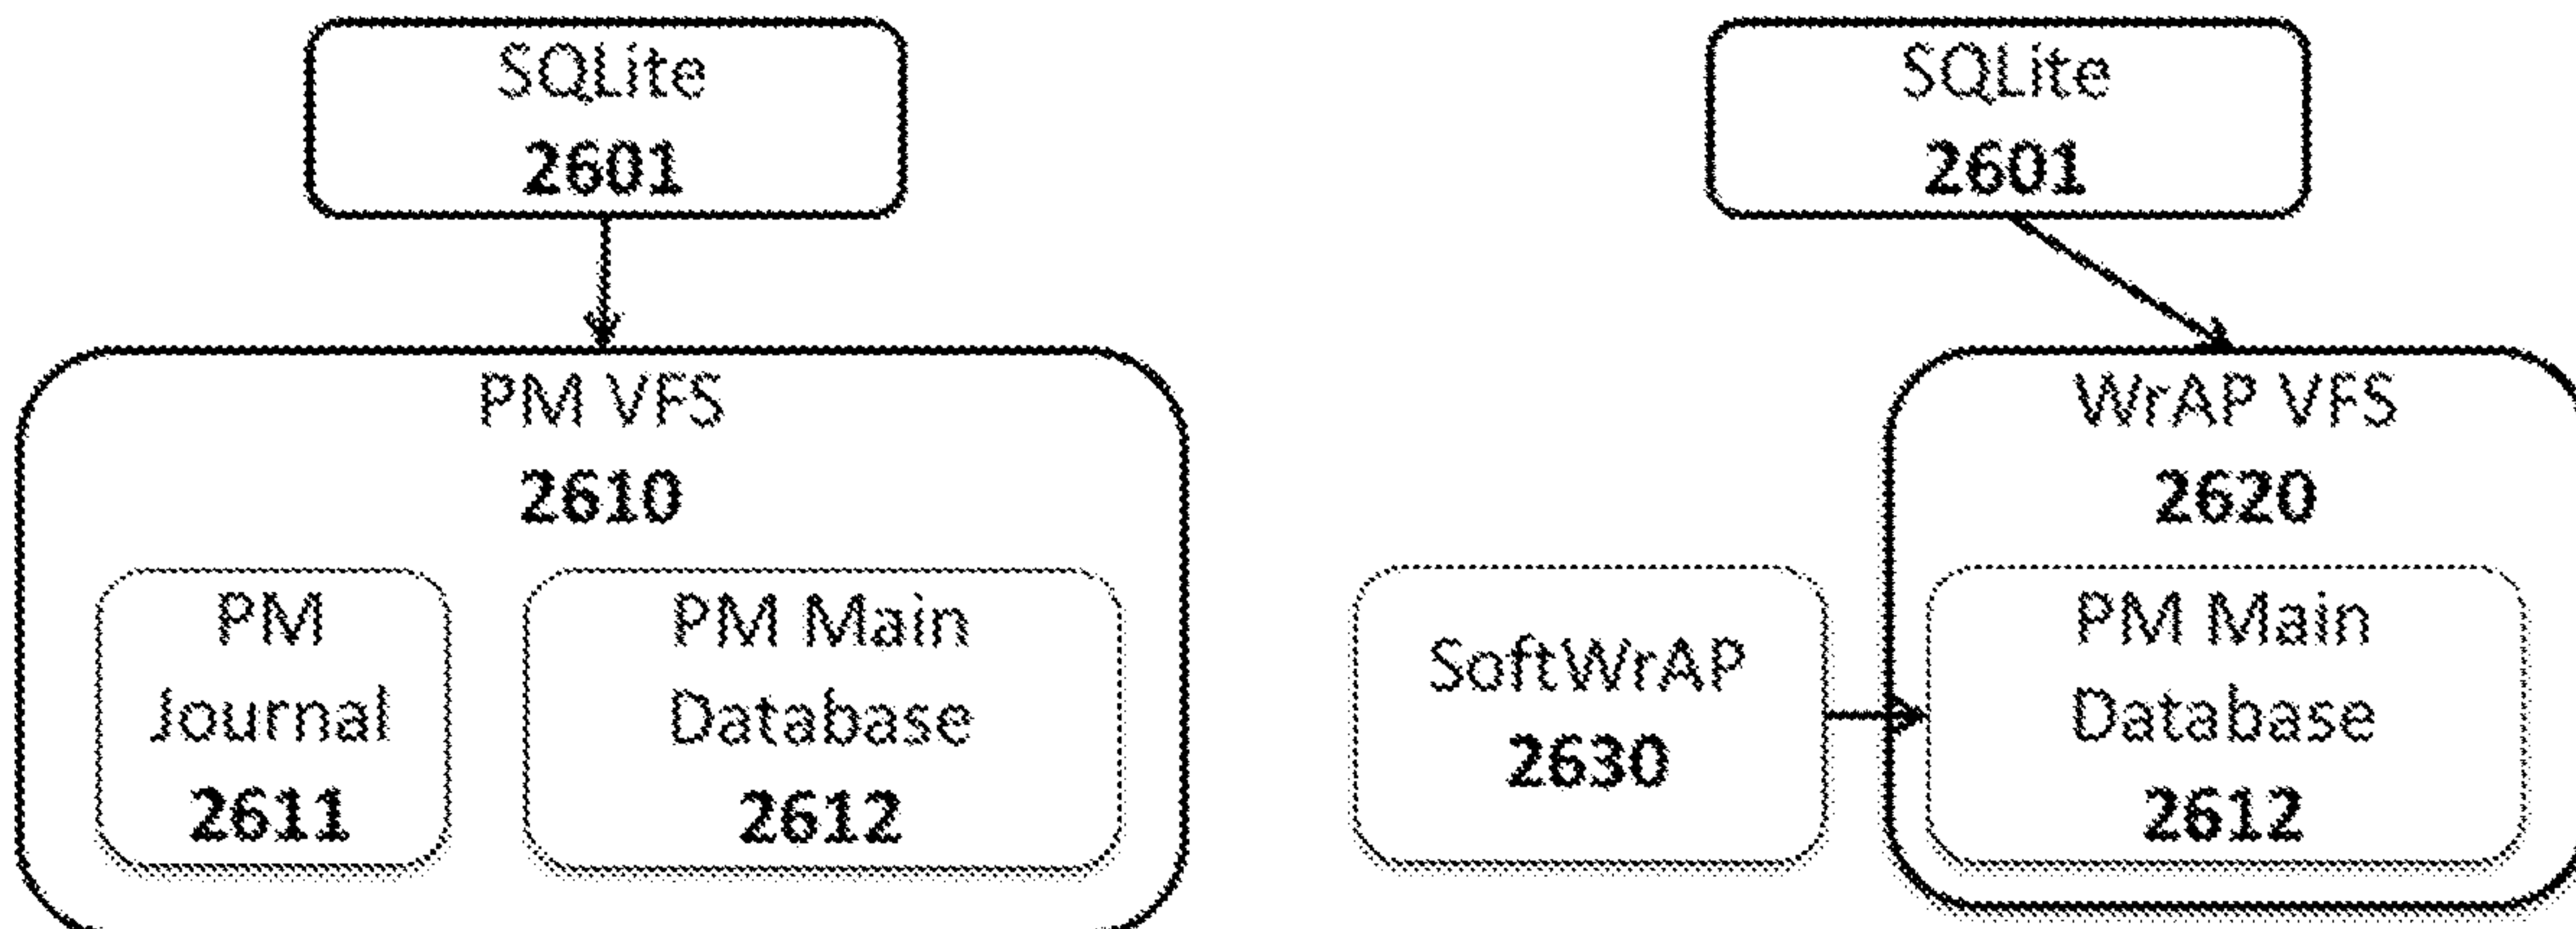 SQLite
2601
PM VFS
2610
PM
Journal
2611
PM Main
Database
2612
SQLite
2601
WrAP VFS
2620
SoftWrAP
2630
PM Main
Database
2612